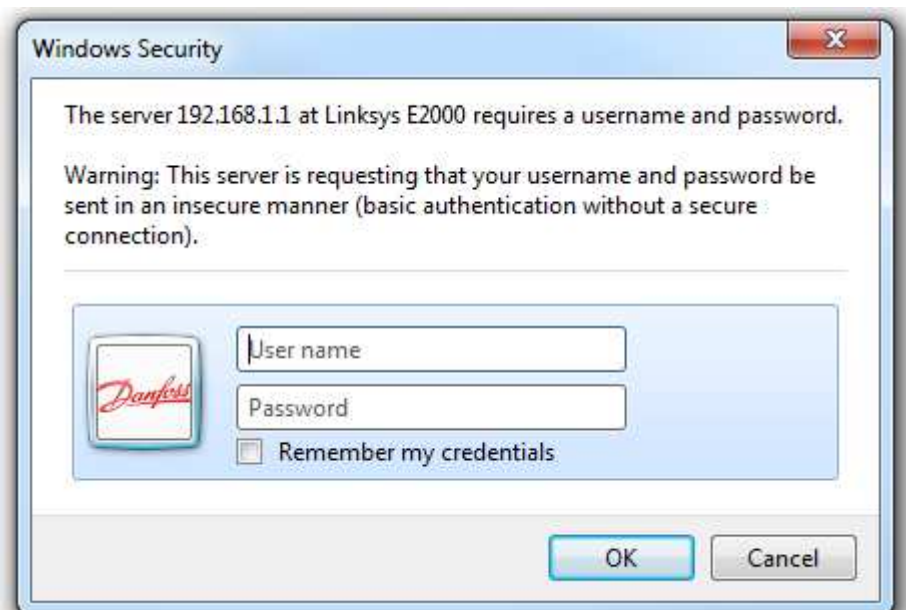 Windows Security
The server 192.168.1.1 at Linksys E2000 requires a username and password.
Warning: This server is requesting that your username and password be
sent in an insecure manner (basic authentication without a secure
connection).
User name
Danfoss
Password
Remember my credentials
OK
Cancel